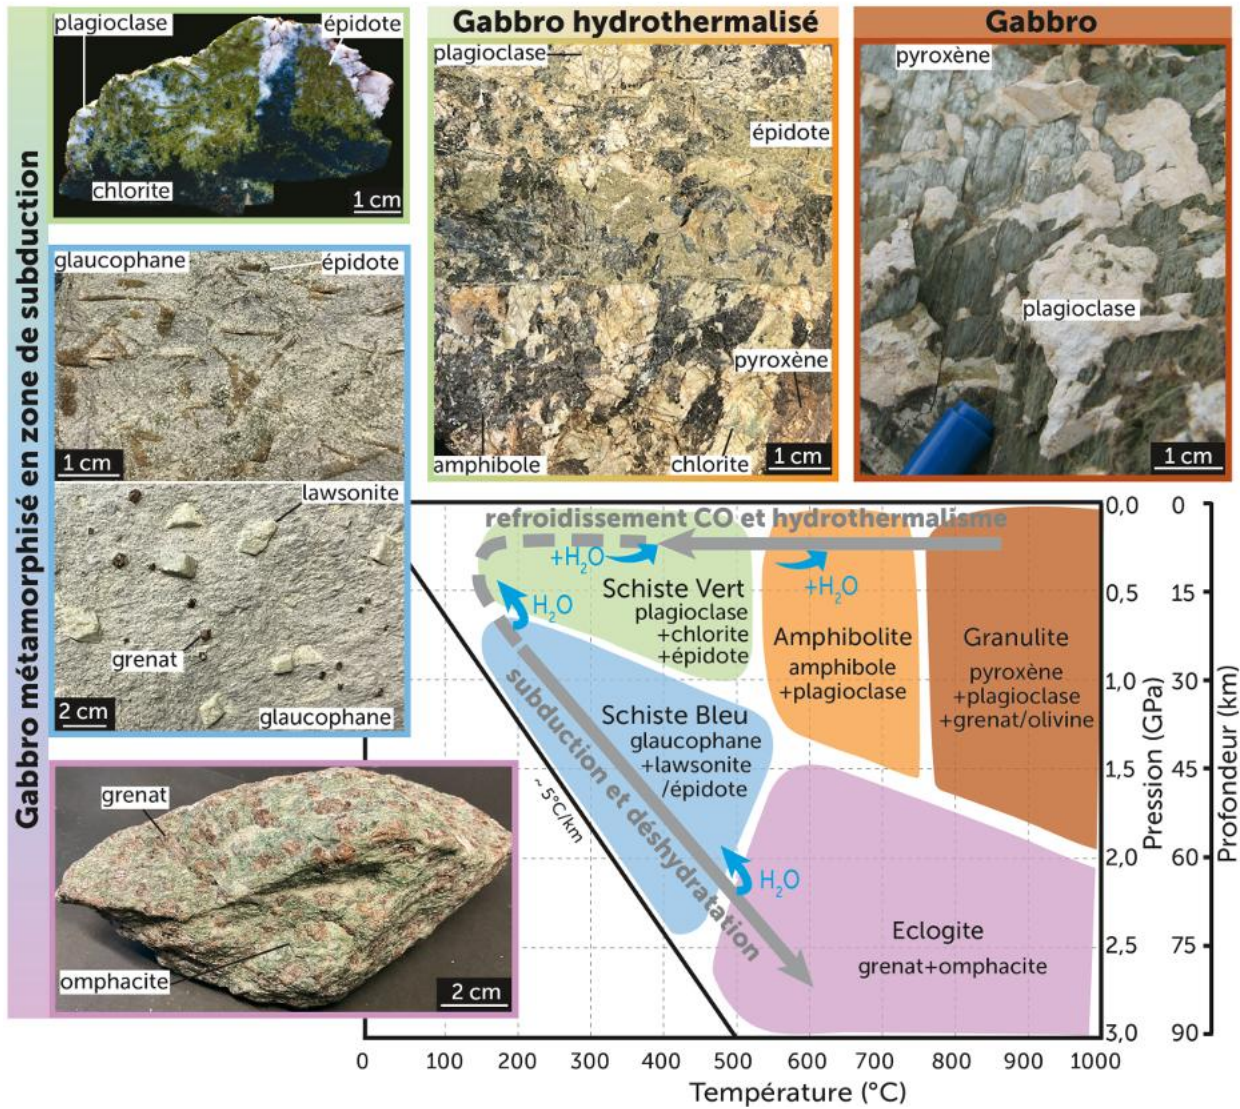 Gabbro métamorphisé en zone de subduction
plagioclase
épidote
chlorite
1 cm
glaucophane
épidote
1 cm
lawsonite
grenat
2 cm
glaucophane
grenat
omphacite
2 cm
Gabbro hydrothermalisé
plagioclase
épidote
pyroxène
amphibole
chlorite
1 cm
Gabbro
pyroxène
plagioclase
1 cm
refroidissement CO et hydrothermalisme
+H₂O
+H₂O
H₂O
Schiste Vert
plagioclase
+chlorite
+épidote
Amphibolite
amphibole
+plagioclase
Granulite
pyroxène
+plagioclase
+grenat/olivine
Schiste Bleu
glaucophane
+lawsonite
/épidote
subduction et déshydratation
~ 5°C/km
H₂O
Eclogite
grenat+omphacite
0,0
0,5
1,0
1,5
2,0
2,5
3,0
Pression (GPa)
0
15
30
45
60
75
90
Profondeur (km)
0
100
200
300
400
500
600
700
800
900
1000
Température (°C)